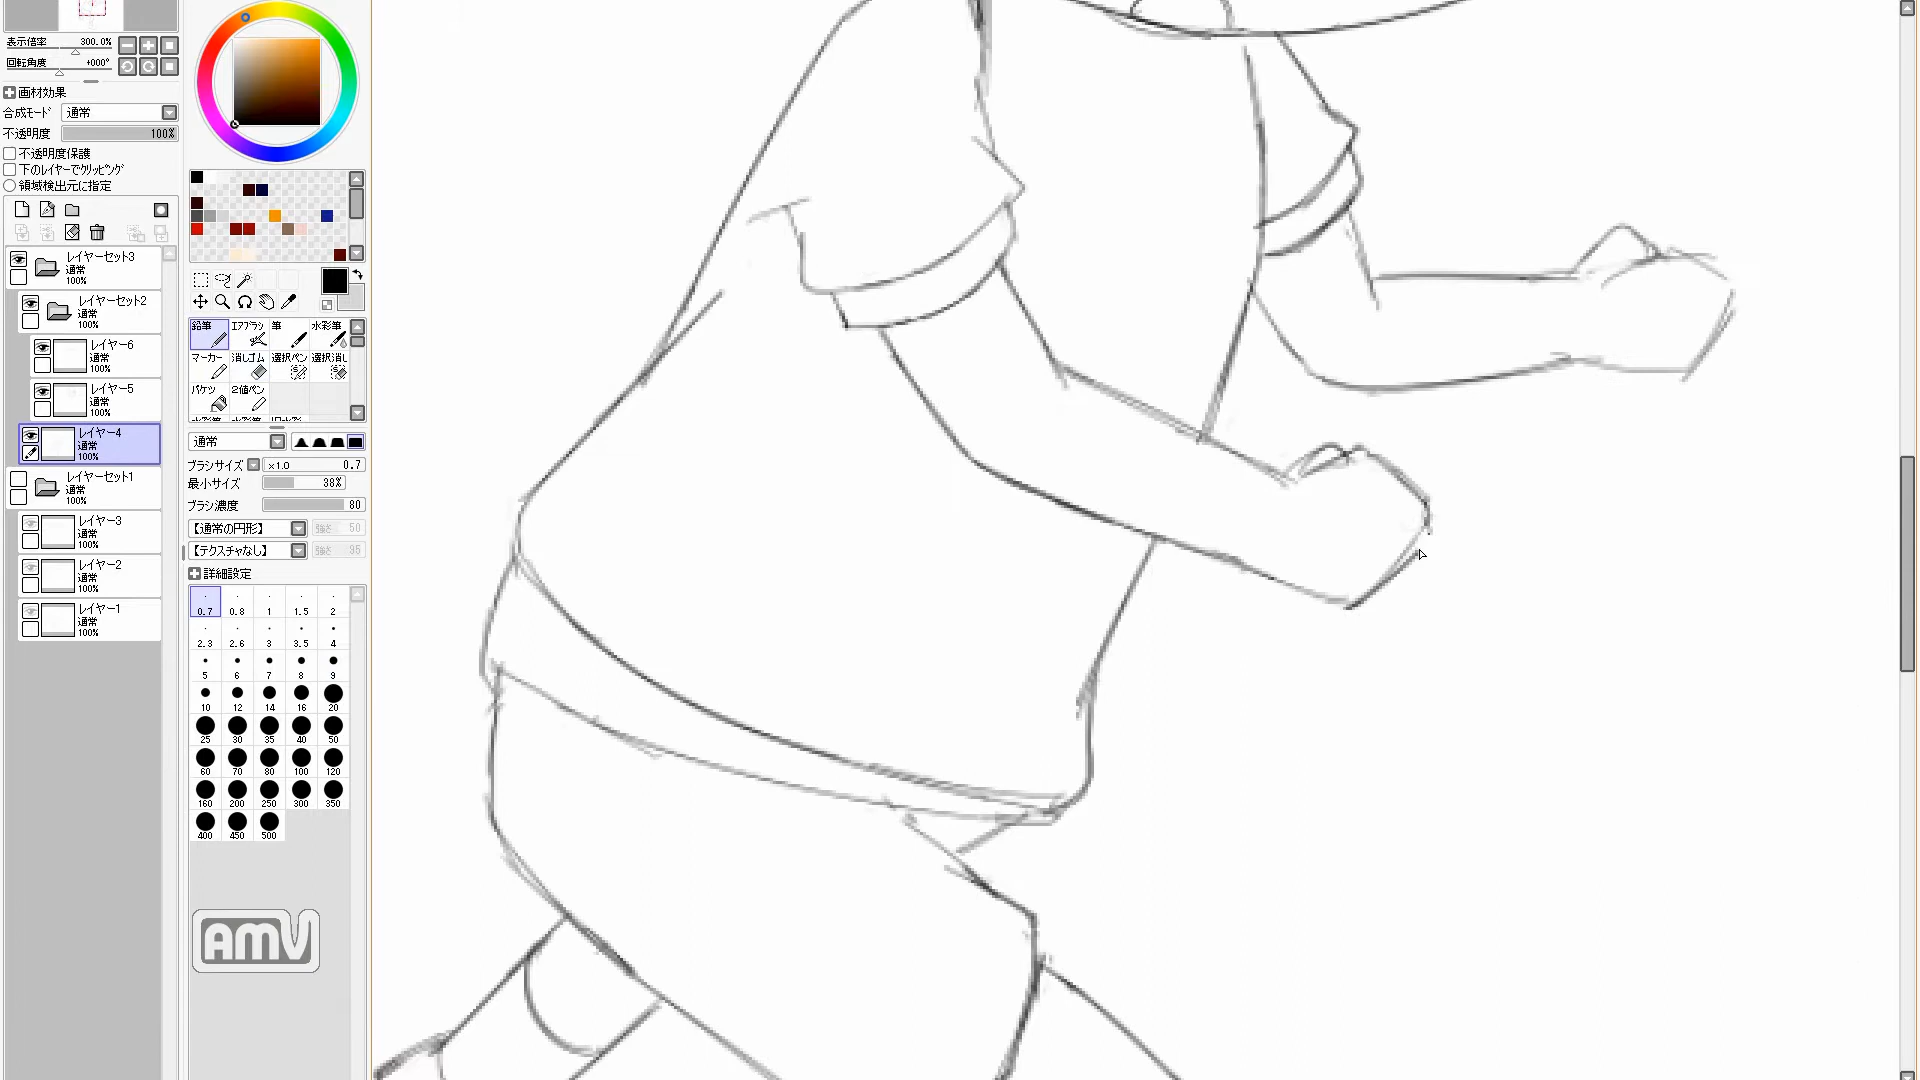 表示倍率 300.0%
回転角度 +000°
画材効果
合成モード 通常
不透明度 100%
不透明度保護
下のレイヤーでクリッピング
領域検出元に指定
レイヤーセット3
通常
100%
レイヤーセット2
通常
100%
レイヤー6
通常
100%
レイヤー5
通常
100%
レイヤー4
通常
100%
レイヤーセット1
通常
100%
レイヤー3
通常
100%
レイヤー2
通常
100%
レイヤー1
通常
100%
鉛筆 エアブラシ 筆 水彩筆
マーカー 消しゴム 選択ペン 選択消し
バケツ 2値ペン
通常
ブラシサイズ ×1.0 0.7
最小サイズ 38%
ブラシ濃度 80
【通常の円形】 強さ 50
【テクスチャなし】 強さ 95
詳細設定
0.7 0.8 1 1.5 2
2.3 2.6 3 3.5 4
5 6 7 8 9
10 12 14 16 20
25 30 35 40 50
60 70 80 100 120
160 200 250 300 350
400 450 500
AMV